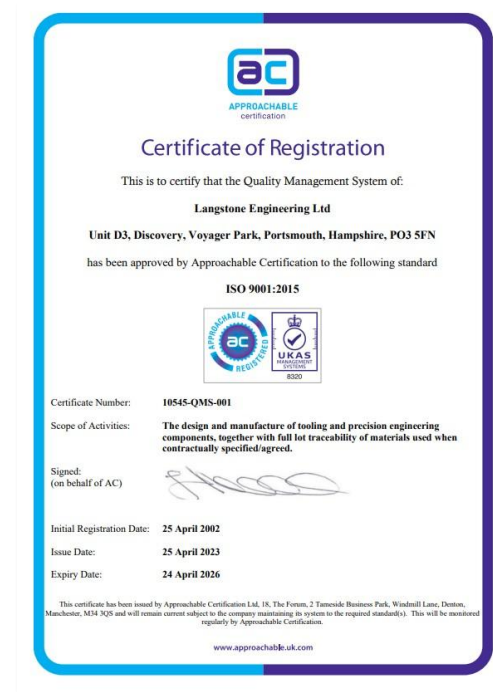 ac
APPROACHABLE
certification
Certificate of Registration
This is to certify that the Quality Management System of:
Langstone Engineering Ltd
Unit D3, Discovery, Voyager Park, Portsmouth, Hampshire, PO3 5FN
has been approved by Approachable Certification to the following standard
ISO 9001:2015
APPROACHABLE
ac
REGISTERED
UKAS
MANAGEMENT
SYSTEMS
8320
Certificate Number: 10545-QMS-001
Scope of Activities: The design and manufacture of tooling and precision engineering
components, together with full lot traceability of materials used when
contractually specified/agreed.
Signed:
(on behalf of AC)
Initial Registration Date: 25 April 2002
Issue Date: 25 April 2023
Expiry Date: 24 April 2026
This certificate has been issued by Approachable Certification Ltd, 18, The Forum, 2 Tameside Business Park, Windmill Lane, Denton,
Manchester, M34 3QS and will remain current subject to the company maintaining its system to the required standard(s). This will be monitored
regularly by Approachable Certification.
www.approachable.uk.com